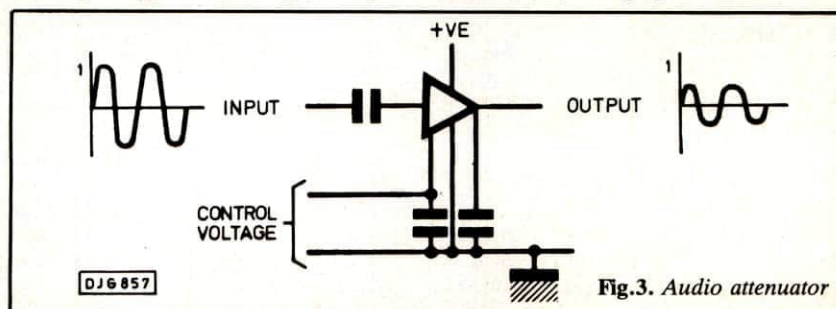 +VE
1
INPUT
OUTPUT
1
CONTROL
VOLTAGE
DJG857
Fig.3. Audio attenuator